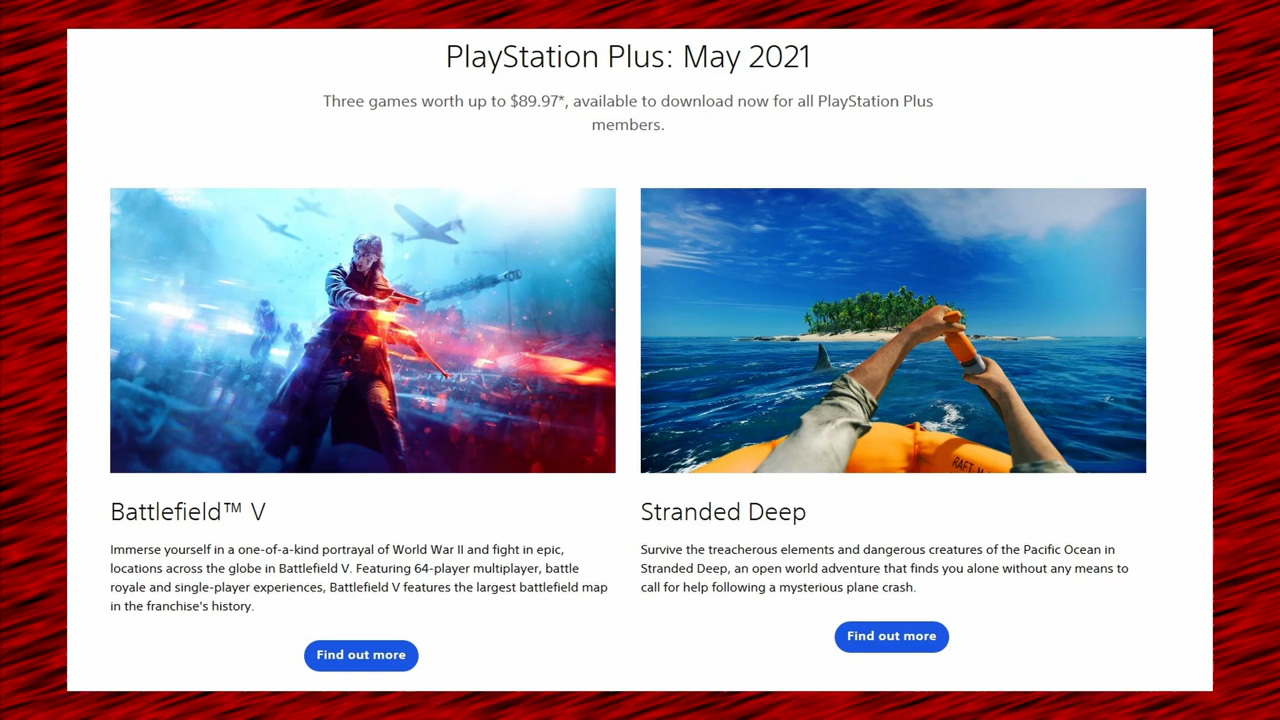 PlayStation Plus: May 2021
Three games worth up to $89.97*, available to download now for all PlayStation Plus
members.
Battlefield™ V
Immerse yourself in a one-of-a-kind portrayal of World War II and fight in epic,
locations across the globe in Battlefield V. Featuring 64-player multiplayer, battle
royale and single-player experiences, Battlefield V features the largest battlefield map
in the franchise's history.
Find out more
RAFT
Stranded Deep
Survive the treacherous elements and dangerous creatures of the Pacific Ocean in
Stranded Deep, an open world adventure that finds you alone without any means to
call for help following a mysterious plane crash.
Find out more